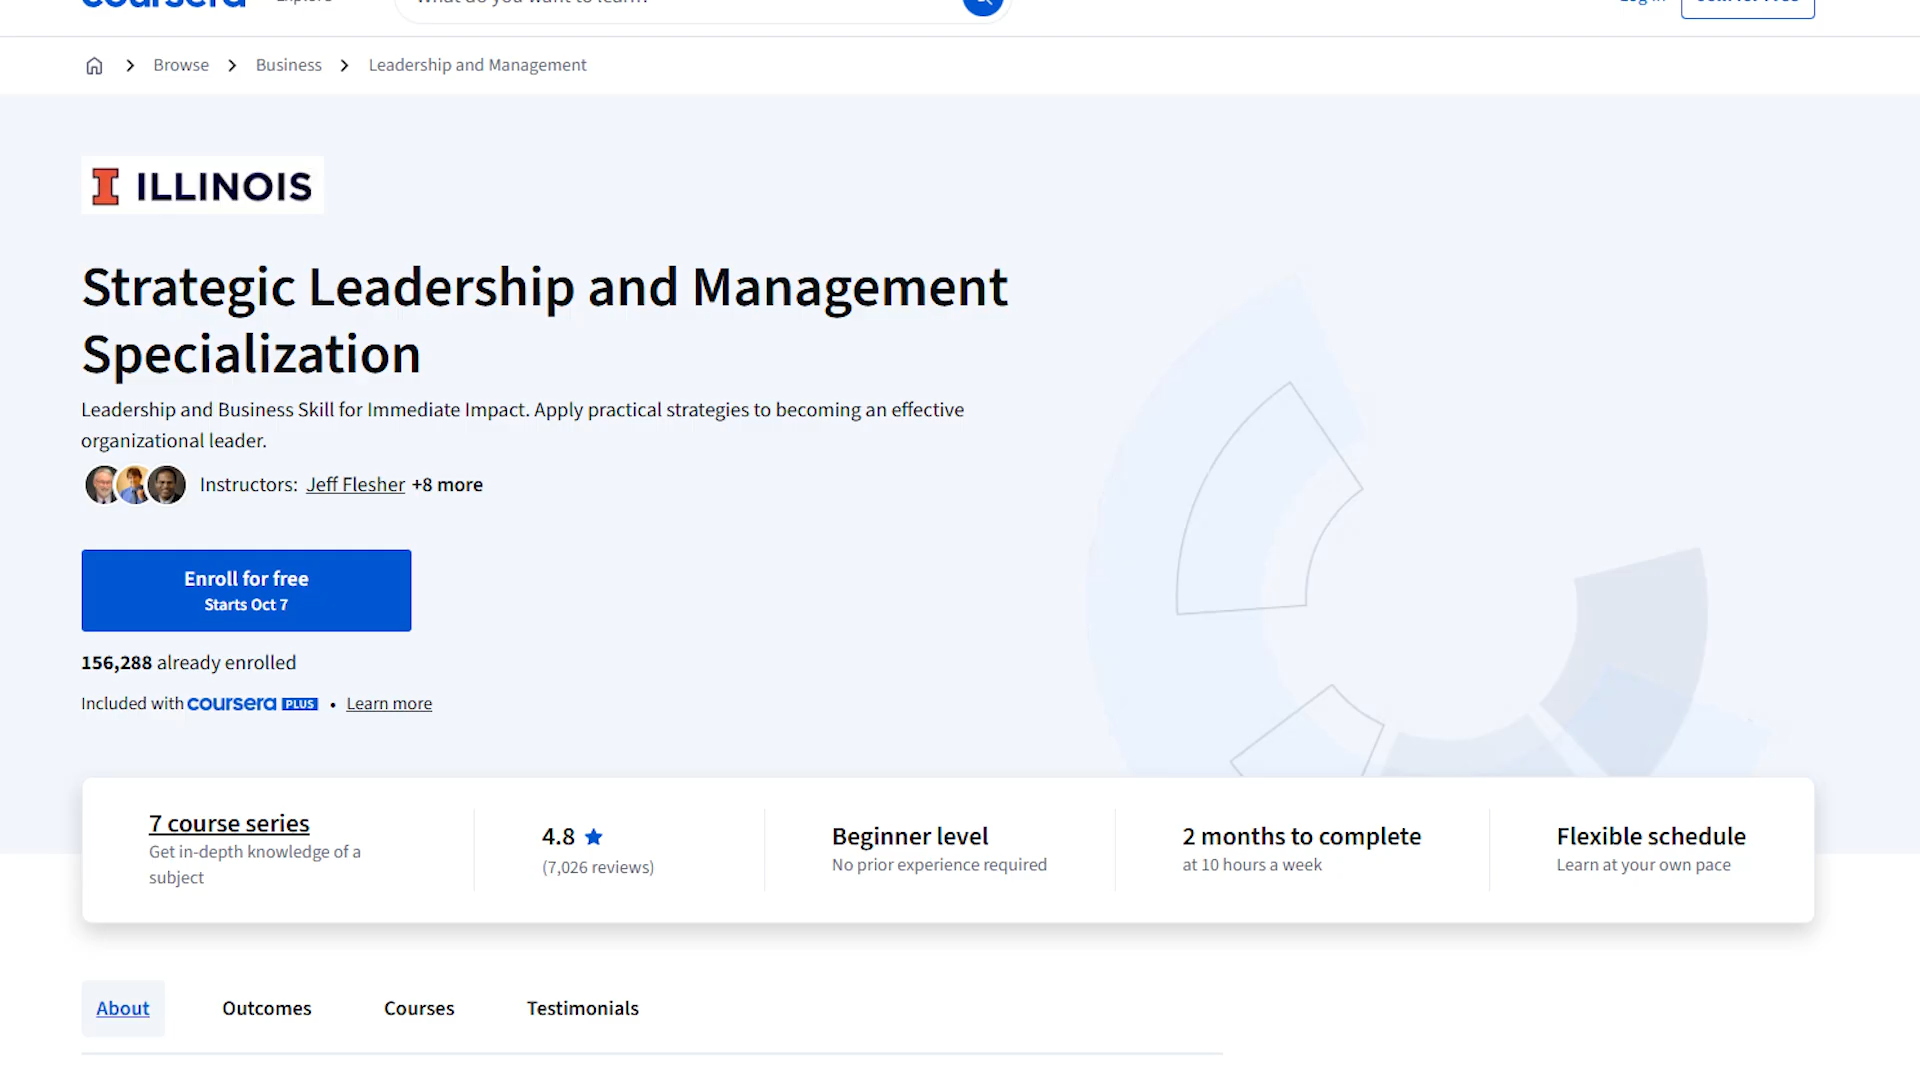 coursera
Browse
Business
Leadership and Management
ILLINOIS
Strategic Leadership and Management
Specialization
Leadership and Business Skill for Immediate Impact. Apply practical strategies to becoming an effective
organizational leader.
Instructors: Jeff Flesher +8 more
Enroll for free
Starts Oct 7
156,288 already enrolled
Included with coursera PLUS • Learn more
7 course series
Get in-depth knowledge of a
subject
4.8
(7,026 reviews)
Beginner level
No prior experience required
2 months to complete
at 10 hours a week
Flexible schedule
Learn at your own pace
About
Outcomes
Courses
Testimonials